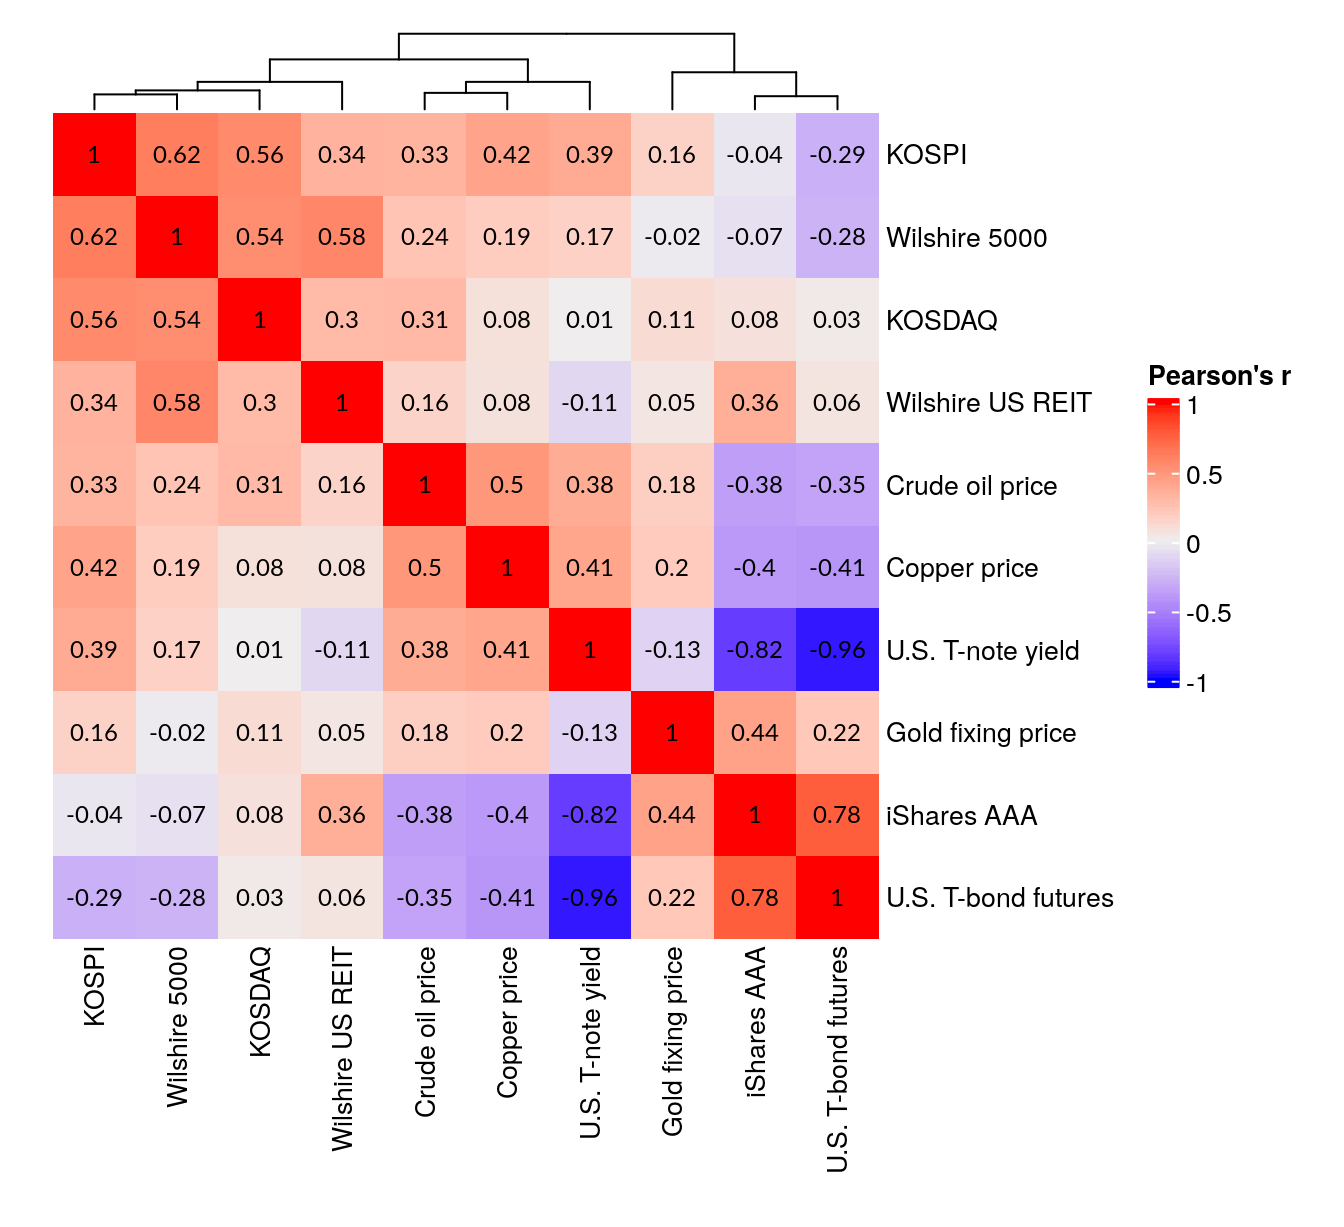 1 0.62 0.56 0.34 0.33 0.42 0.39 0.16 -0.04 -0.29 KOSPI
0.62 1 0.54 0.58 0.24 0.19 0.17 -0.02 -0.07 -0.28 Wilshire 5000
0.56 0.54 1 0.3 0.31 0.08 0.01 0.11 0.08 0.03 KOSDAQ
0.34 0.58 0.3 1 0.16 0.08 -0.11 0.05 0.36 0.06 Wilshire US REIT
0.33 0.24 0.31 0.16 1 0.5 0.38 0.18 -0.38 -0.35 Crude oil price
0.42 0.19 0.08 0.08 0.5 1 0.41 0.2 -0.4 -0.41 Copper price
0.39 0.17 0.01 -0.11 0.38 0.41 1 -0.13 -0.82 -0.96 U.S. T-note yield
0.16 -0.02 0.11 0.05 0.18 0.2 -0.13 1 0.44 0.22 Gold fixing price
-0.04 -0.07 0.08 0.36 -0.38 -0.4 -0.82 0.44 1 0.78 iShares AAA
-0.29 -0.28 0.03 0.06 -0.35 -0.41 -0.96 0.22 0.78 1 U.S. T-bond futures
KOSPI
Wilshire 5000
KOSDAQ
Wilshire US REIT
Crude oil price
Copper price
U.S. T-note yield
Gold fixing price
iShares AAA
U.S. T-bond futures
Pearson's r
1
0.5
0
-0.5
-1